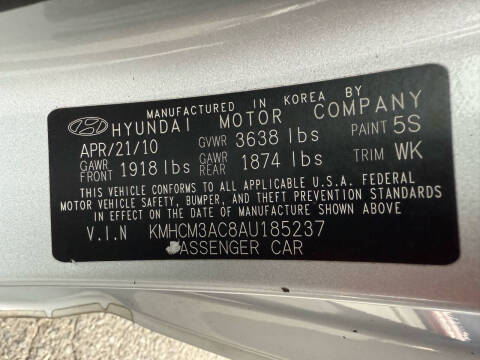 MANUFACTURED IN KOREA BY
HYUNDAI MOTOR COMPANY
APR/21/10 GVWR 3638 lbs PAINT 5S
GAWR FRONT 1918 lbs GAWR REAR 1874 lbs TRIM WK
THIS VEHICLE CONFORMS TO ALL APPLICABLE U.S.A. FEDERAL
MOTOR VEHICLE SAFETY, BUMPER, AND THEFT PREVENTION STANDARDS
IN EFFECT ON THE DATE OF MANUFACTURE SHOWN ABOVE
V.I.N KMHCM3AC8AU185237
PASSENGER CAR